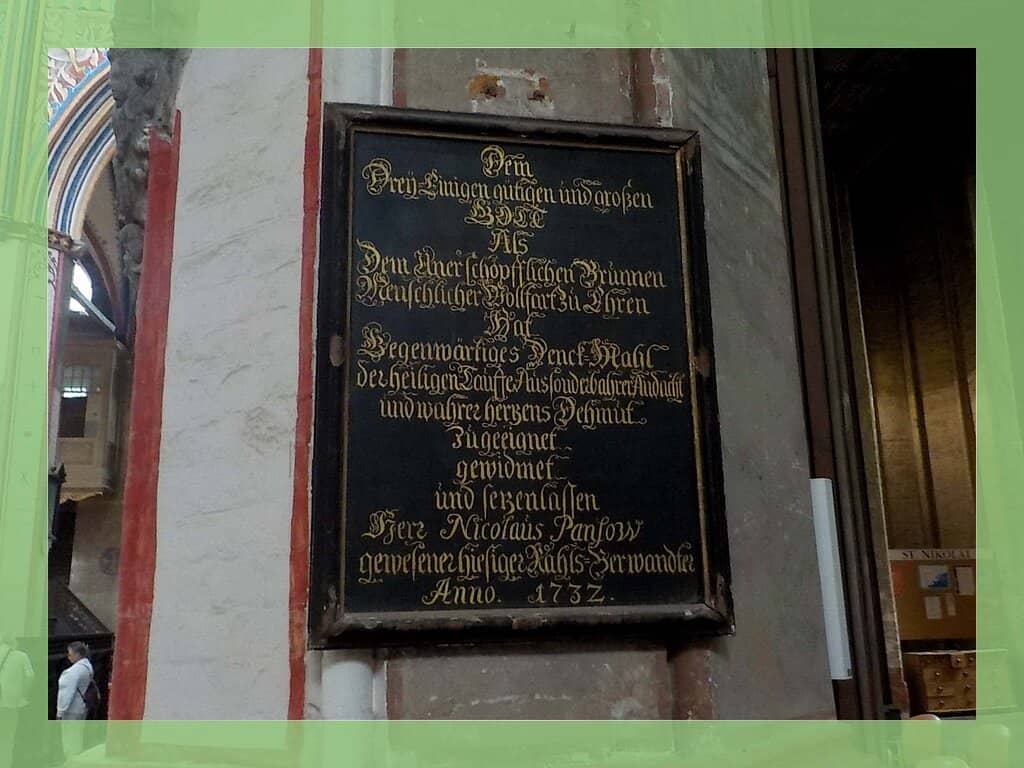 Dem
Drey-Einigen gütigen und großen
GOTT
Als
Dem Unerschöpfflichen Brunnen
Menschlicher Wollfart zu Ehren
Hat
Gegenwärtiges Denck-Mahl
der heiligen Tauffe Aus sonderbahrer Andacht
und wahrer hertzens Dehmut
zugeeignet
gewidmet
und setzen lassen
Herr Nicolaus Pansow
gewesener hiesiger Rahts-Verwandter
Anno. 1732.
ST. NIKOLAI